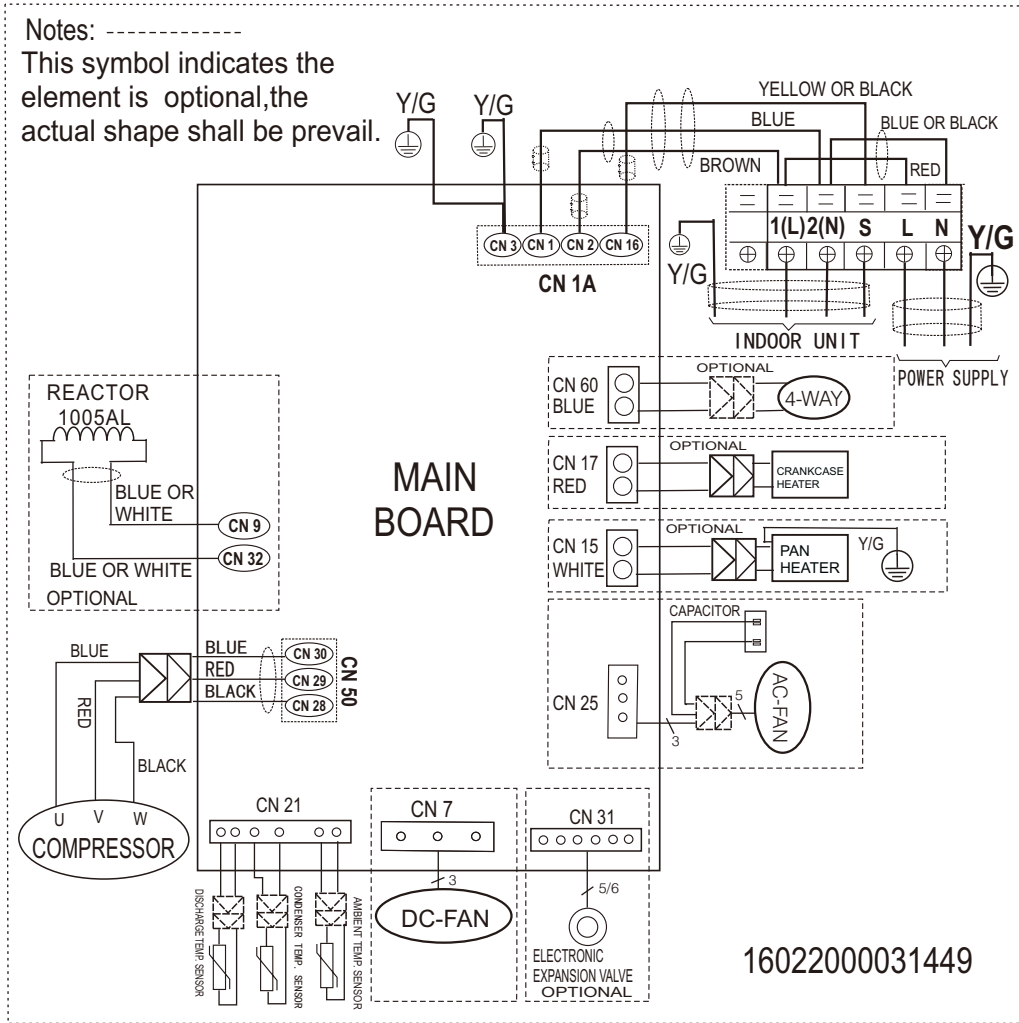 Notes: -------------
This symbol indicates the
element is optional,the
actual shape shall be prevail.
Y/G
Y/G
YELLOW OR BLACK
BLUE
BLUE OR BLACK
BROWN
RED
1(L) 2(N) S L N
Y/G
Y/G
CN 3 CN 1 CN 2 CN 16
CN 1A
INDOOR UNIT
POWER SUPPLY
REACTOR
1005AL
BLUE OR
WHITE
CN 9
CN 32
BLUE OR WHITE
OPTIONAL
MAIN
BOARD
CN 60
BLUE
OPTIONAL
4-WAY
CN 17
RED
OPTIONAL
CRANKCASE
HEATER
CN 15
WHITE
OPTIONAL
PAN
HEATER
Y/G
CAPACITOR
CN 25
3
5
AC-FAN
BLUE
RED
BLACK
BLUE
RED
BLACK
CN 30
CN 29
CN 28
CN 50
U V W
COMPRESSOR
CN 21
DISCHARGE TEMP. SENSOR
CONDENSER TEMP. SENSOR
AMBIENT TEMP. SENSOR
CN 7
3
DC-FAN
CN 31
5/6
ELECTRONIC
EXPANSION VALVE
OPTIONAL
16022000031449